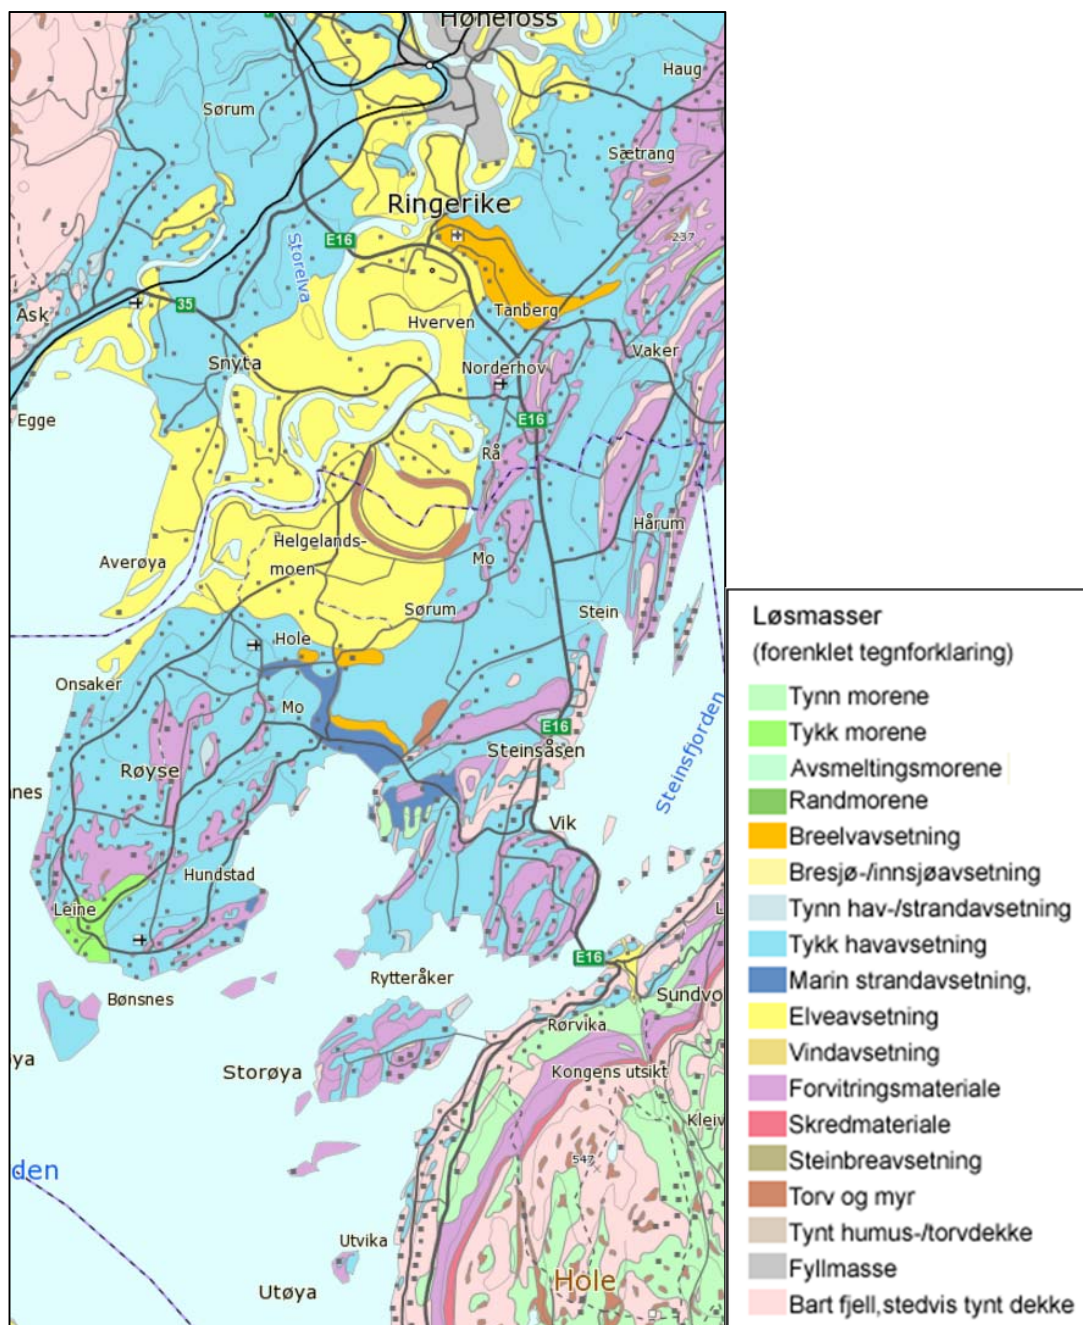 Hønefoss
Haug
Sørum
Sætrang
Ringerike
237
E16
Storelva
35
Ask
Tanberg
Hverven
Vaker
Snyta
Norderhov
Egge
E16
Rå
Hårum
Helgelands-
moen
Averøya
Mo
Sørum
Stein
Hole
Onsaker
Mo
E16
Steinsåsen
Steinsfjorden
Røyse
nes
Vik
Hundstad
Leine
E16
Rytteråker
Bønsnes
Sundvo
Rørvika
øya
Storøya
Kongens utsikt
Kleiv
547
den
Utvika
Utøya
Hole
Løsmasser
(forenklet tegnforklaring)
Tynn morene
Tykk morene
Avsmeltingsmorene
Randmorene
Breelvavsetning
Bresjø-/innsjøavsetning
Tynn hav-/strandavsetning
Tykk havavsetning
Marin strandavsetning,
Elveavsetning
Vindavsetning
Forvitringsmateriale
Skredmateriale
Steinbreavsetning
Torv og myr
Tynt humus-/torvdekke
Fyllmasse
Bart fjell,stedvis tynt dekke